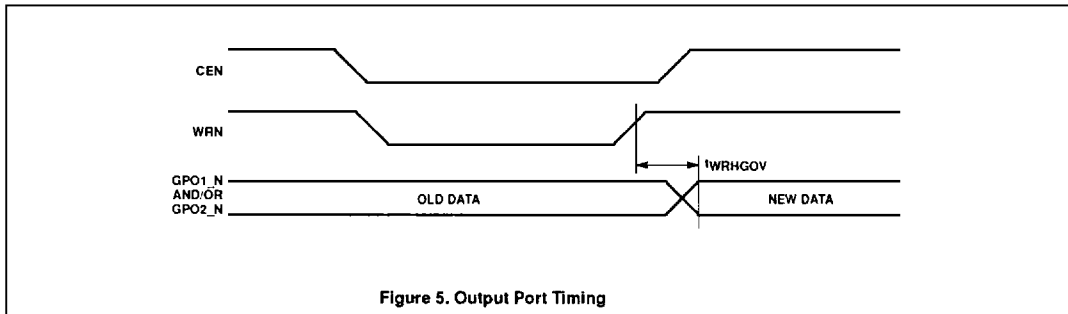 CEN
WRN
tWRHGOV
GPO1_N
AND/OR
GPO2_N
OLD DATA
NEW DATA
Figure 5. Output Port Timing